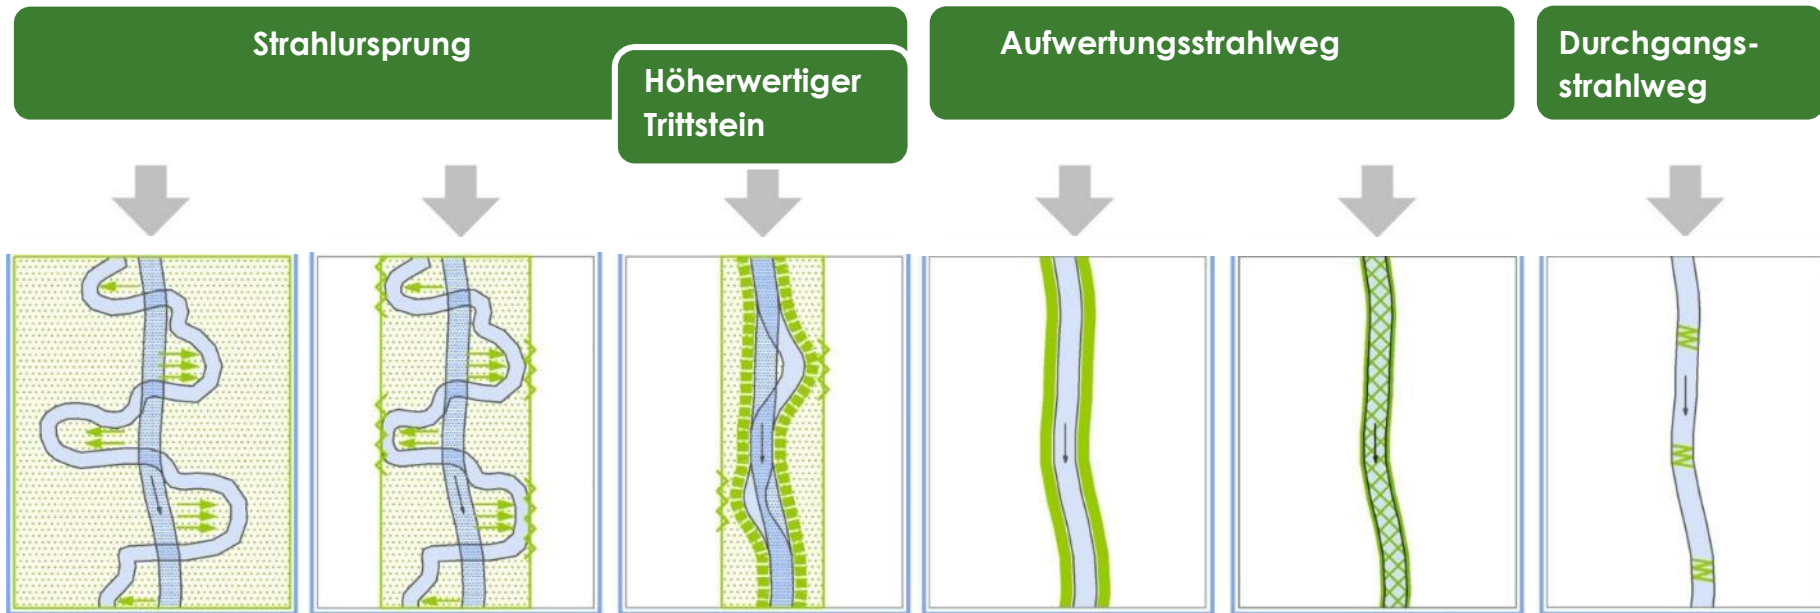 Strahlursprung
Höherwertiger
Trittstein
Aufwertungsstrahlweg
Durchgangs-
strahlweg